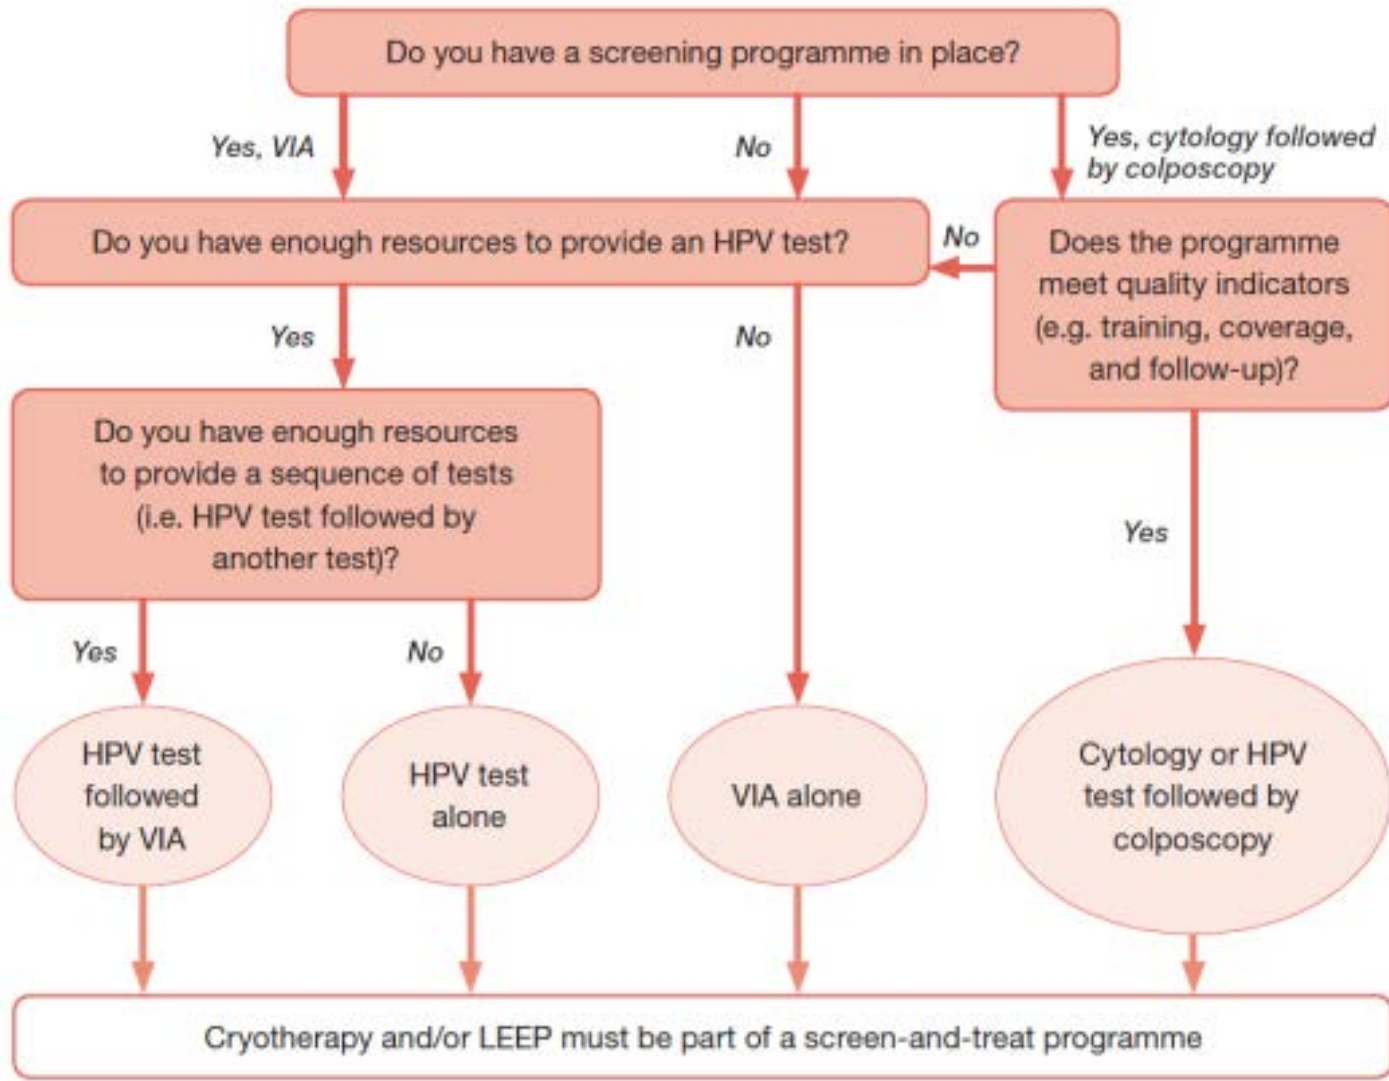 Do you have a screening programme in place?
Yes, VIA
No
Yes, cytology followed
by colposcopy
Do you have enough resources to provide an HPV test?
No
Does the programme
meet quality indicators
(e.g. training, coverage,
and follow-up)?
Yes
No
Do you have enough resources
to provide a sequence of tests
(i.e. HPV test followed by
another test)?
Yes
Yes
No
HPV test
followed
by VIA
HPV test
alone
VIA alone
Cytology or HPV
test followed by
colposcopy
Cryotherapy and/or LEEP must be part of a screen-and-treat programme